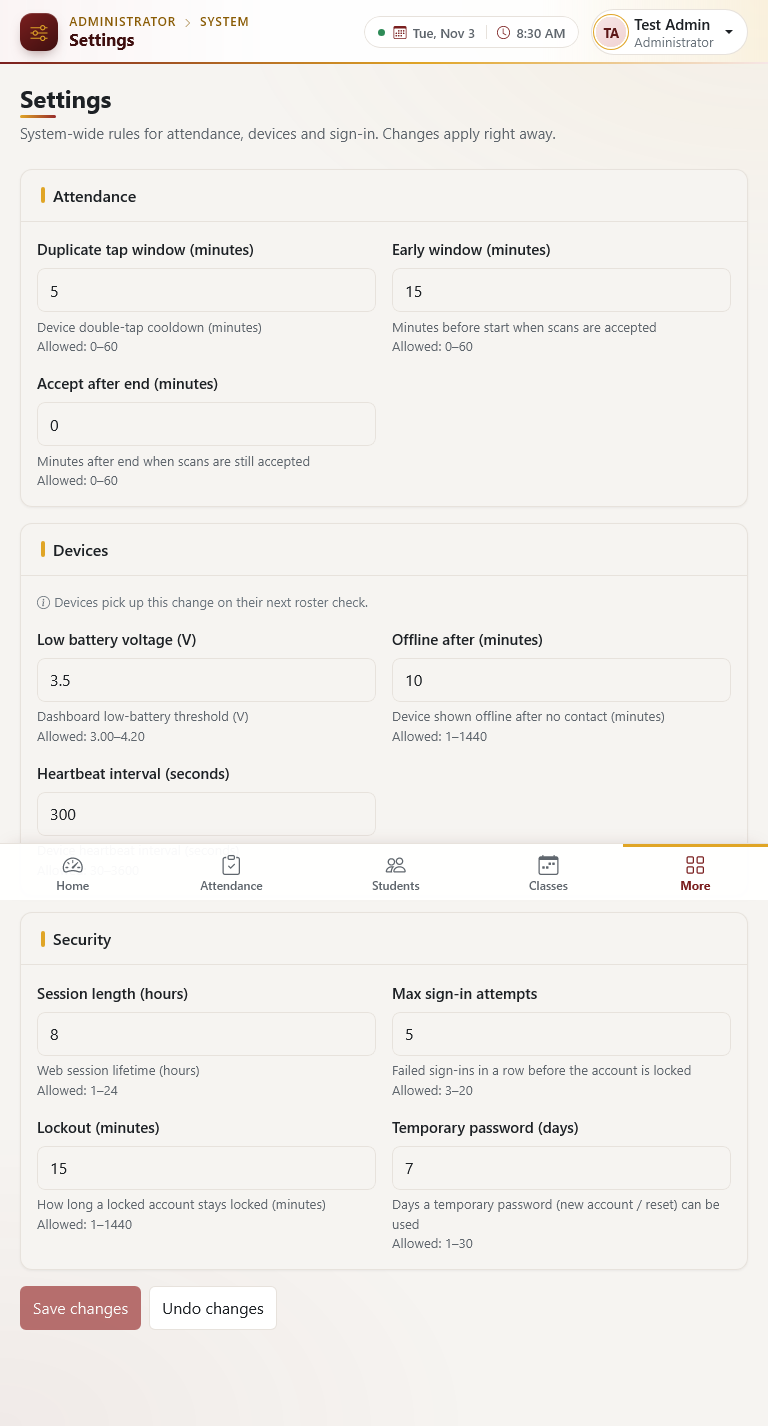 ADMINISTRATOR > SYSTEM
Settings
Tue, Nov 3
8:30 AM
TA
Test Admin
Administrator
Settings
System-wide rules for attendance, devices and sign-in. Changes apply right away.
Attendance
Duplicate tap window (minutes)
5
Device double-tap cooldown (minutes)
Allowed: 0–60
Early window (minutes)
15
Minutes before start when scans are accepted
Allowed: 0–60
Accept after end (minutes)
0
Minutes after end when scans are still accepted
Allowed: 0–60
Devices
Devices pick up this change on their next roster check.
Low battery voltage (V)
3.5
Dashboard low-battery threshold (V)
Allowed: 3.00–4.20
Offline after (minutes)
10
Device shown offline after no contact (minutes)
Allowed: 1–1440
Heartbeat interval (seconds)
300
Device heartbeat interval (seconds)
Home
Attendance
Students
Classes
More
Security
Session length (hours)
8
Web session lifetime (hours)
Allowed: 1–24
Max sign-in attempts
5
Failed sign-ins in a row before the account is locked
Allowed: 3–20
Lockout (minutes)
15
How long a locked account stays locked (minutes)
Allowed: 1–1440
Temporary password (days)
7
Days a temporary password (new account / reset) can be
used
Allowed: 1–30
Save changes
Undo changes